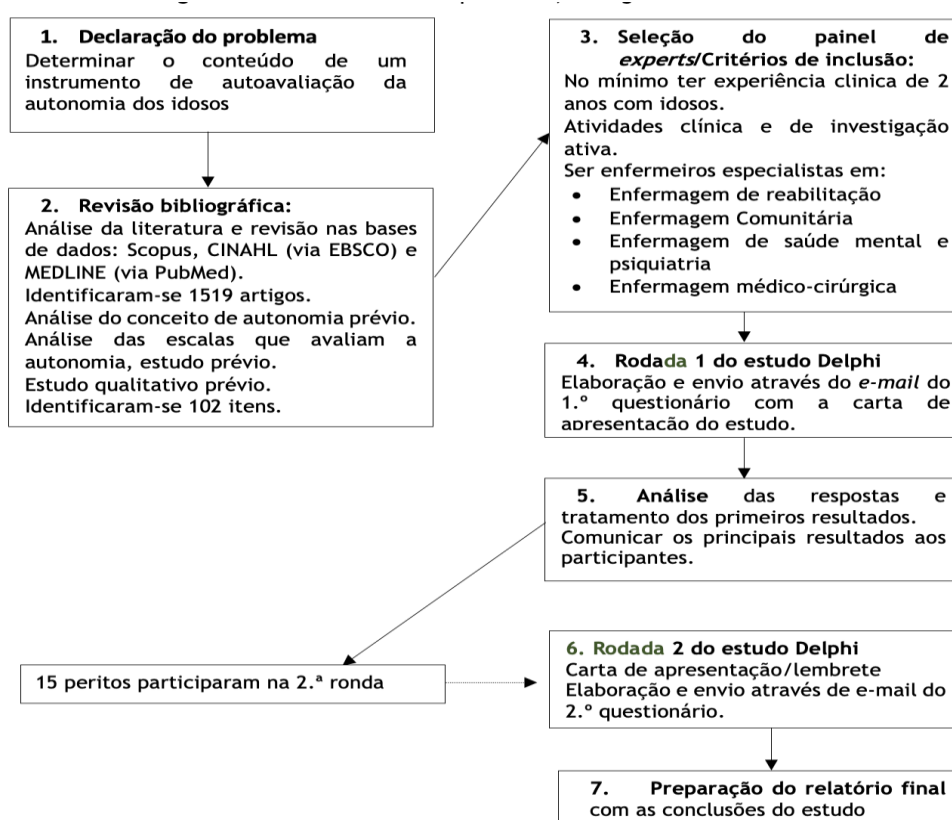 1. Declaração do problema
Determinar o conteúdo de um
instrumento de autoavaliação da
autonomia dos idosos
2. Revisão bibliográfica:
Análise da literatura e revisão nas bases
de dados: Scopus, CINAHL (via EBSCO) e
MEDLINE (via PubMed).
Identificaram-se 1519 artigos.
Análise do conceito de autonomia prévio.
Análise das escalas que avaliam a
autonomia, estudo prévio.
Estudo qualitativo prévio.
Identificaram-se 102 itens.
3. Seleção do painel de
experts/Critérios de inclusão:
No mínimo ter experiência clinica de 2
anos com idosos.
Atividades clínica e de investigação
ativa.
Ser enfermeiros especialistas em:
• Enfermagem de reabilitação
• Enfermagem Comunitária
• Enfermagem de saúde mental e
psiquiatria
• Enfermagem médico-cirúrgica
4. Rodada 1 do estudo Delphi
Elaboração e envio através do e-mail do
1.º questionário com a carta de
apresentação do estudo.
5. Análise das respostas e
tratamento dos primeiros resultados.
Comunicar os principais resultados aos
participantes.
15 peritos participaram na 2.ª ronda
6. Rodada 2 do estudo Delphi
Carta de apresentação/lembrete
Elaboração e envio através de e-mail do
2.º questionário.
7. Preparação do relatório final
com as conclusões do estudo